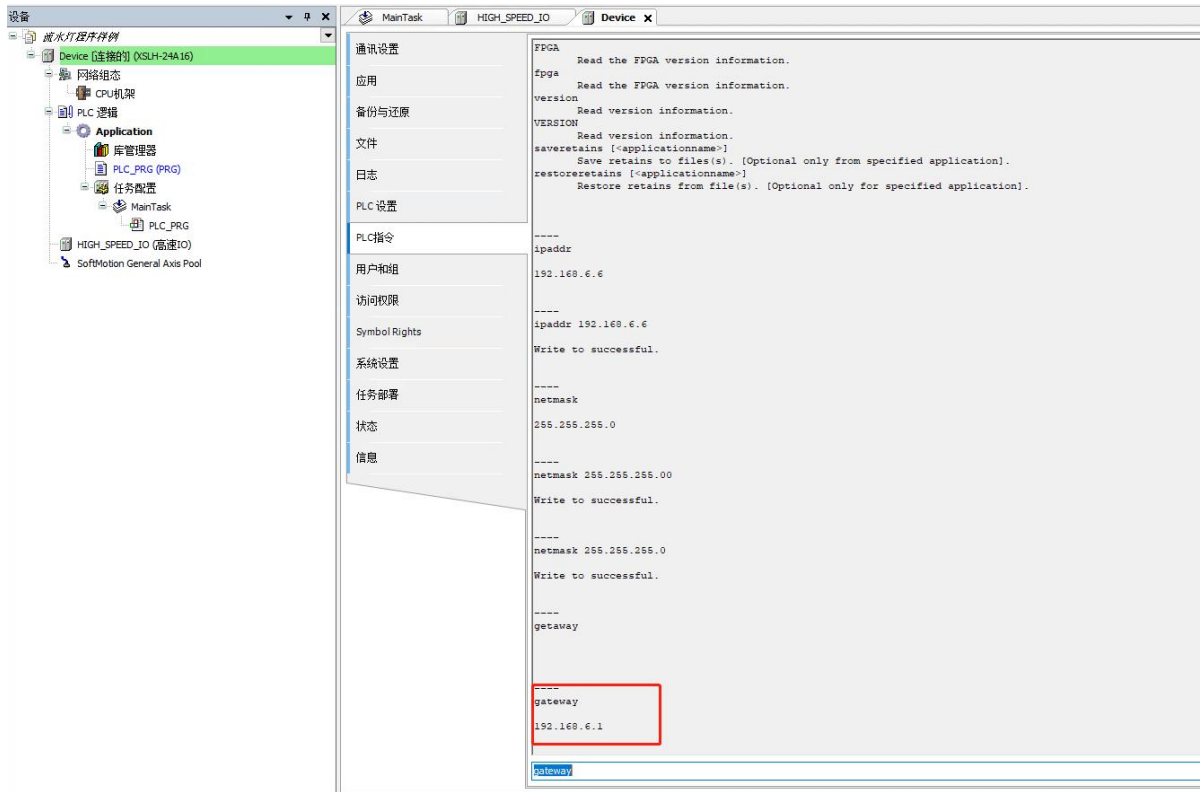 设备
流水灯程序样例
Device [连接的] (XSLH-24A16)
网络组态
CPU机架
PLC 逻辑
Application
库管理器
PLC_PRG (PRG)
任务配置
MainTask
PLC_PRG
HIGH_SPEED_IO (高速IO)
SoftMotion General Axis Pool
MainTask
HIGH_SPEED_IO
Device
通讯设置
应用
备份与还原
文件
日志
PLC 设置
PLC指令
用户和组
访问权限
Symbol Rights
系统设置
任务部署
状态
信息
FPGA
Read the FPGA version information.
fpga
Read the FPGA version information.
version
Read version information.
VERSION
Read version information.
saveretains [<applicationname>]
Save retains to files(s). [Optional only from specified application].
restoreretains [<applicationname>]
Restore retains from file(s). [Optional only for specified application].
----
ipaddr
192.168.6.6
----
ipaddr 192.168.6.6
Write to successful.
----
netmask
255.255.255.0
----
netmask 255.255.255.00
Write to successful.
----
netmask 255.255.255.0
Write to successful.
----
getaway
----
gateway
192.168.6.1
gateway